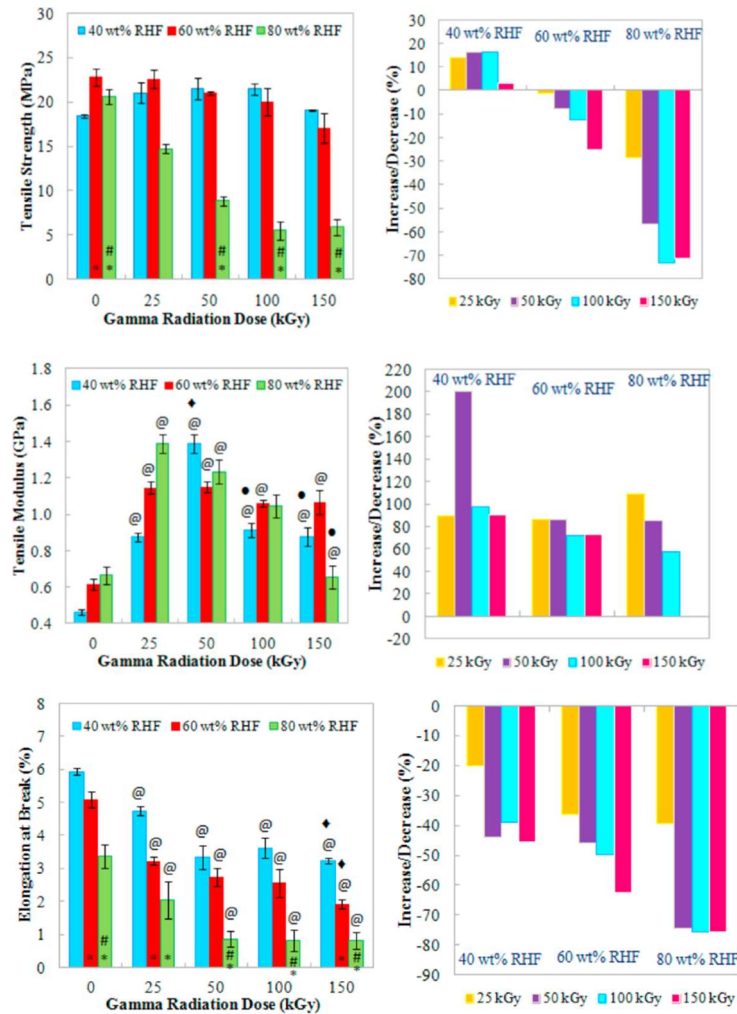 30
25
20
15
10
5
0
Tensile Strength (MPa)
40 wt% RHF 60 wt% RHF 80 wt% RHF
* # * # * # * # *
0 25 50 100 150
Gamma Radiation Dose (kGy)
30
20
10
0
-10
-20
-30
-40
-50
-60
-70
-80
Increase/Decrease (%)
40 wt% RHF 60 wt% RHF 80 wt% RHF
25 kGy 50 kGy 100 kGy 150 kGy
1.8
1.6
1.4
1.2
1.0
0.8
0.6
0.4
Tensile Modulus (GPa)
40 wt% RHF 60 wt% RHF 80 wt% RHF
@ @ @ ♦ @ @ @ • @ @ • @ @ • @
0 25 50 100 150
Gamma Radiation Dose (kGy)
220
200
180
160
140
120
100
80
60
40
20
0
-20
Increase/Decrease (%)
40 wt% RHF 60 wt% RHF 80 wt% RHF
25 kGy 50 kGy 100 kGy 150 kGy
8
7
6
5
4
3
2
1
0
Elongation at Break (%)
40 wt% RHF 60 wt% RHF 80 wt% RHF
@ @ @ @ @ @ @ @ @ ♦ @ ♦ @ @
* # * * * # * # * * # *
0 25 50 100 150
Gamma Radiation Dose (kGy)
0
-10
-20
-30
-40
-50
-60
-70
-80
-90
Increase/Decrease (%)
40 wt% RHF 60 wt% RHF 80 wt% RHF
25 kGy 50 kGy 100 kGy 150 kGy